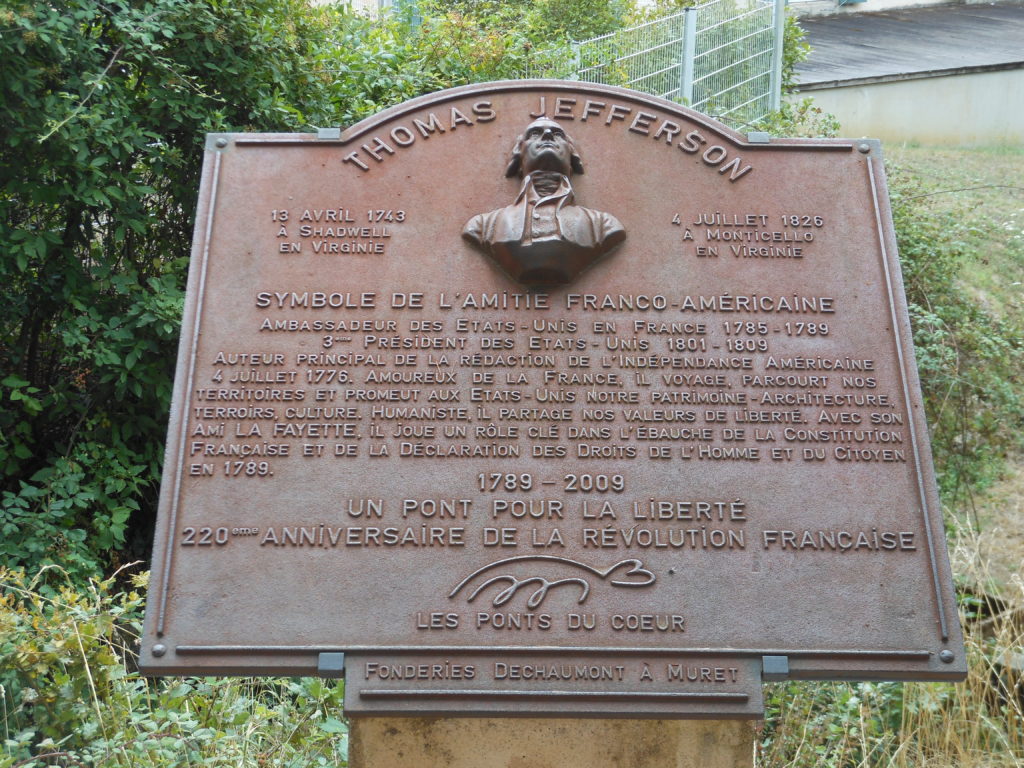 THOMAS JEFFERSON
13 AVRIL 1743
À SHADWELL
EN VIRGINIE
4 JUILLET 1826
À MONTICELLO
EN VIRGINIE
SYMBOLE DE L'AMITIÉ FRANCO-AMÉRICAINE
AMBASSADEUR DES ETATS-UNIS EN FRANCE 1785-1789
3eme PRÉSIDENT DES ETATS-UNIS 1801-1809
AUTEUR PRINCIPAL DE LA RÉDACTION DE L'INDÉPENDANCE AMÉRICAINE
4 JUILLET 1776. AMOUREUX DE LA FRANCE, IL VOYAGE, PARCOURT NOS
TERRITOIRES ET PROMEUT AUX ETATS-UNIS NOTRE PATRIMOINE-ARCHITECTURE,
TERROIRS, CULTURE. HUMANISTE, IL PARTAGE NOS VALEURS DE LIBERTÉ. AVEC SON
AMI LA FAYETTE, IL JOUE UN RÔLE CLÉ DANS L'ÉBAUCHE DE LA CONSTITUTION
FRANÇAISE ET DE LA DÉCLARATION DES DROITS DE L'HOMME ET DU CITOYEN
EN 1789.
1789 - 2009
UN PONT POUR LA LIBERTÉ
220eme ANNIVERSAIRE DE LA RÉVOLUTION FRANÇAISE
LES PONTS DU COEUR
FONDERIES DECHAUMONT À MURET